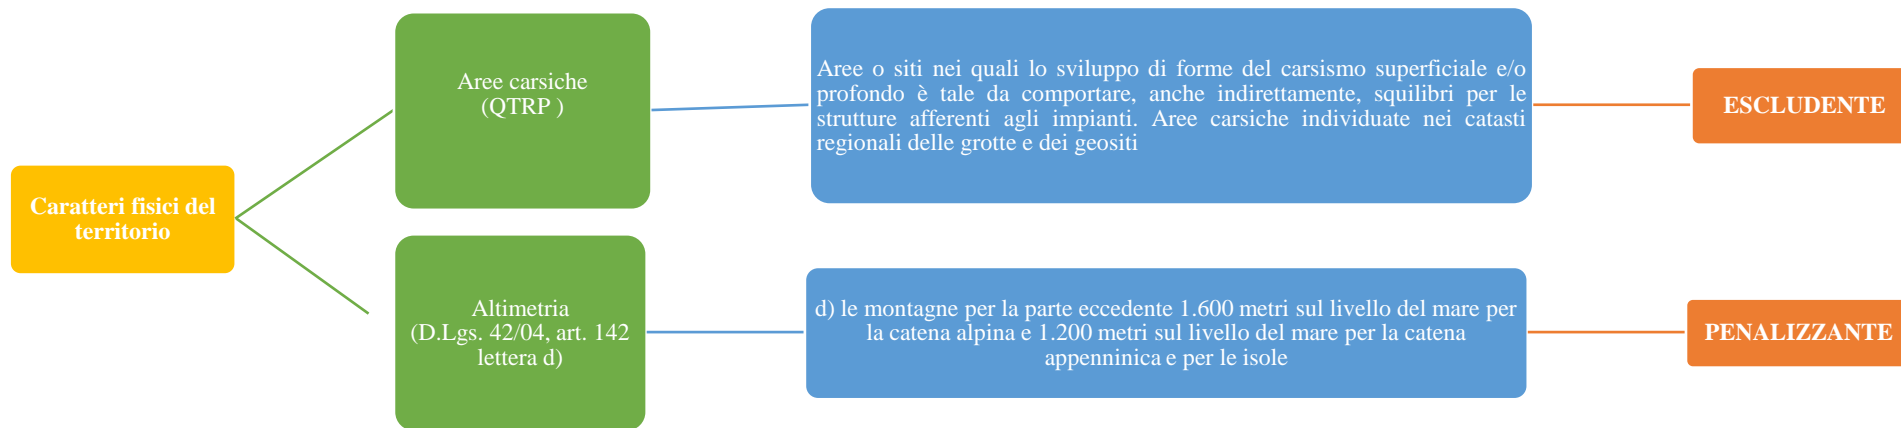 Caratteri fisici del
territorio
Aree carsiche
(QTRP )
Aree o siti nei quali lo sviluppo di forme del carsismo superficiale e/o
profondo è tale da comportare, anche indirettamente, squilibri per le
strutture afferenti agli impianti. Aree carsiche individuate nei catasti
regionali delle grotte e dei geositi
ESCLUDENTE
Altimetria
(D.Lgs. 42/04, art. 142
lettera d)
d) le montagne per la parte eccedente 1.600 metri sul livello del mare per
la catena alpina e 1.200 metri sul livello del mare per la catena
appenninica e per le isole
PENALIZZANTE